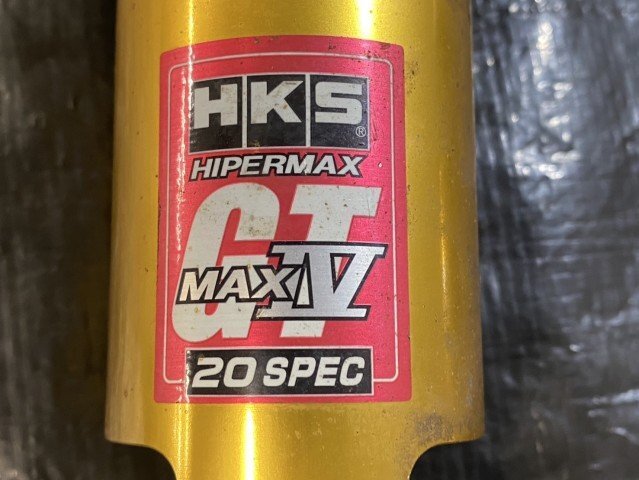 HKS®
HIPERMAX
GT
MAX IV
20 SPEC